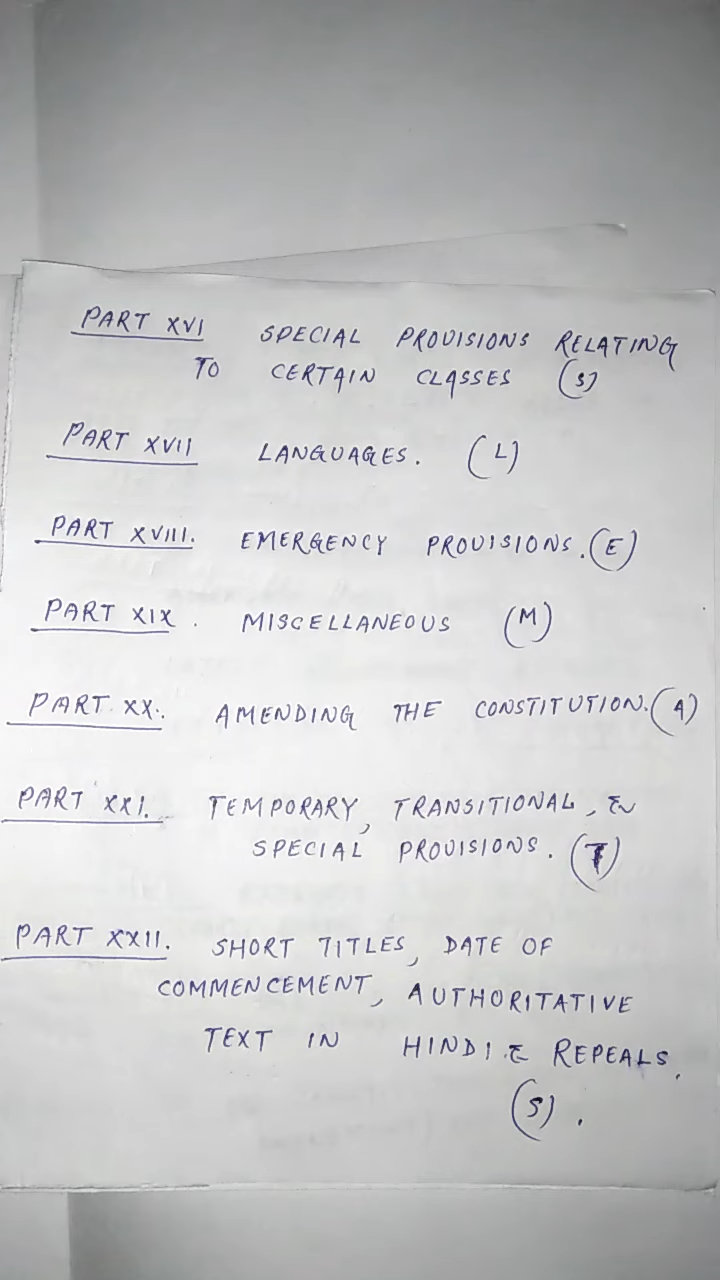 PART XVI SPECIAL PROVISIONS RELATING
TO CERTAIN CLASSES (S)
PART XVII LANGUAGES. (L)
PART XVIII. EMERGENCY PROVISIONS. (E)
PART XIX. MISCELLANEOUS (M)
PART XX. AMENDING THE CONSTITUTION. (A)
PART XXI. TEMPORARY, TRANSITIONAL, &
SPECIAL PROVISIONS. (T)
PART XXII. SHORT TITLES, DATE OF
COMMENCEMENT, AUTHORITATIVE
TEXT IN HINDI & REPEALS.
(S).